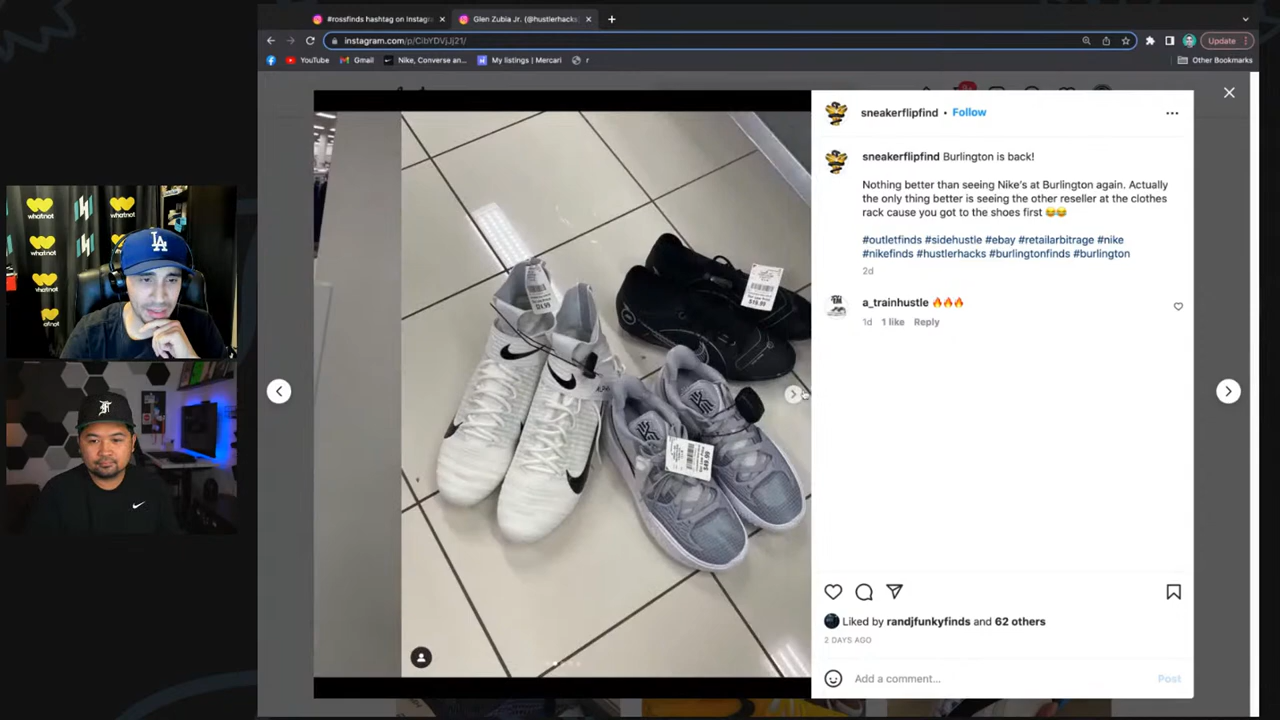 #rossfinds hashtag on Instagra
Glen Zubia Jr. (@hustlerhacks
instagram.com/p/CibYDVjJj21/
Update
YouTube
Gmail
Nike, Converse an...
My listings | Mercari
r
Other Bookmarks
sneakerflipfind • Follow
sneakerflipfind Burlington is back!
Nothing better than seeing Nike's at Burlington again. Actually
the only thing better is seeing the other reseller at the clothes
rack cause you got to the shoes first 😂😂
#outletfinds #sidehustle #ebay #retailarbitrage #nike
#nikefinds #hustlerhacks #burlingtonfinds #burlington
2d
a_trainhustle 🔥🔥🔥
1d 1 like Reply
Liked by randjfunkyfinds and 62 others
2 DAYS AGO
Add a comment...
Post
whatnot
whatnot
whatnot
LA